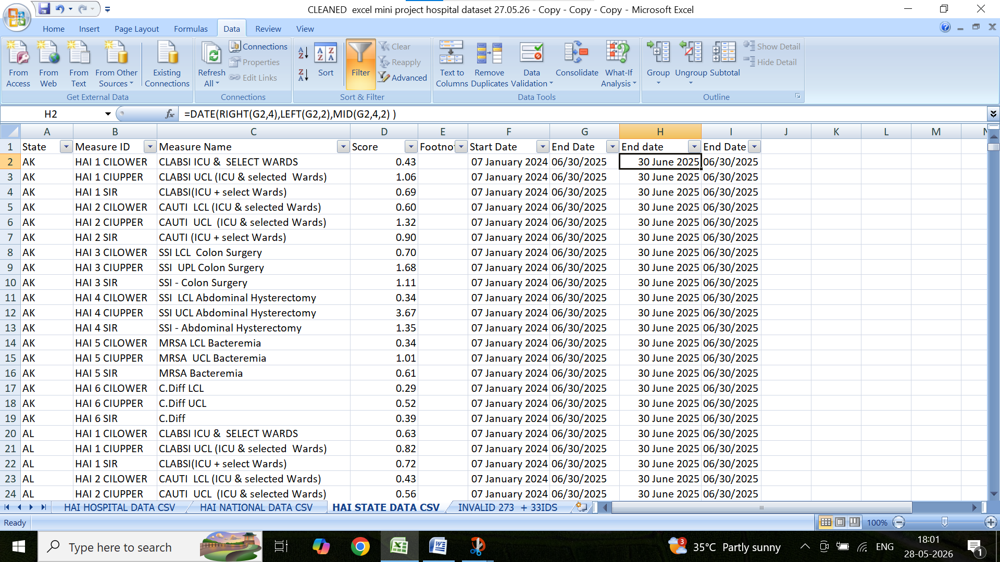 CLEANED  excel mini project hospital dataset 27.05.26 - Copy - Copy - Copy - Microsoft Excel
Home Insert Page Layout Formulas Data Review View
From Access From Web From Text From Other Sources Existing Connections Refresh All Connections Properties Edit Links Sort Filter Clear Reapply Advanced Text to Columns Remove Duplicates Data Validation Consolidate What-If Analysis Group Ungroup Subtotal Show Detail Hide Detail
Get External Data Connections Sort & Filter Data Tools Outline
H2 fx =DATE(RIGHT(G2,4),LEFT(G2,2),MID(G2,4,2) )
A B C D E F G H I J K L M N
1 State Measure ID Measure Name Score Footno Start Date End Date End date End Date
2 AK HAI 1 CILOWER CLABSI ICU &  SELECT WARDS 0.43 07 January 2024 06/30/2025 30 June 2025 06/30/2025
3 AK HAI 1 CIUPPER CLABSI UCL (ICU & selected  Wards) 1.06 07 January 2024 06/30/2025 30 June 2025 06/30/2025
4 AK HAI 1 SIR CLABSI(ICU + select Wards) 0.69 07 January 2024 06/30/2025 30 June 2025 06/30/2025
5 AK HAI 2 CILOWER CAUTI  LCL (ICU & selected Wards) 0.60 07 January 2024 06/30/2025 30 June 2025 06/30/2025
6 AK HAI 2 CIUPPER CAUTI  UCL  (ICU & selected Wards) 1.32 07 January 2024 06/30/2025 30 June 2025 06/30/2025
7 AK HAI 2 SIR CAUTI (ICU + select Wards) 0.90 07 January 2024 06/30/2025 30 June 2025 06/30/2025
8 AK HAI 3 CILOWER SSI LCL  Colon Surgery 0.70 07 January 2024 06/30/2025 30 June 2025 06/30/2025
9 AK HAI 3 CIUPPER SSI  UPL Colon Surgery 1.68 07 January 2024 06/30/2025 30 June 2025 06/30/2025
10 AK HAI 3 SIR SSI - Colon Surgery 1.11 07 January 2024 06/30/2025 30 June 2025 06/30/2025
11 AK HAI 4 CILOWER SSI  LCL Abdominal Hysterectomy 0.34 07 January 2024 06/30/2025 30 June 2025 06/30/2025
12 AK HAI 4 CIUPPER SSI UCL Abdominal Hysterectomy 3.67 07 January 2024 06/30/2025 30 June 2025 06/30/2025
13 AK HAI 4 SIR SSI - Abdominal Hysterectomy 1.35 07 January 2024 06/30/2025 30 June 2025 06/30/2025
14 AK HAI 5 CILOWER MRSA LCL Bacteremia 0.34 07 January 2024 06/30/2025 30 June 2025 06/30/2025
15 AK HAI 5 CIUPPER MRSA  UCL Bacteremia 1.01 07 January 2024 06/30/2025 30 June 2025 06/30/2025
16 AK HAI 5 SIR MRSA Bacteremia 0.61 07 January 2024 06/30/2025 30 June 2025 06/30/2025
17 AK HAI 6 CILOWER C.Diff LCL 0.29 07 January 2024 06/30/2025 30 June 2025 06/30/2025
18 AK HAI 6 CIUPPER C.Diff UCL 0.52 07 January 2024 06/30/2025 30 June 2025 06/30/2025
19 AK HAI 6 SIR C.Diff 0.39 07 January 2024 06/30/2025 30 June 2025 06/30/2025
20 AL HAI 1 CILOWER CLABSI ICU &  SELECT WARDS 0.63 07 January 2024 06/30/2025 30 June 2025 06/30/2025
21 AL HAI 1 CIUPPER CLABSI UCL (ICU & selected  Wards) 0.82 07 January 2024 06/30/2025 30 June 2025 06/30/2025
22 AL HAI 1 SIR CLABSI(ICU + select Wards) 0.72 07 January 2024 06/30/2025 30 June 2025 06/30/2025
23 AL HAI 2 CILOWER CAUTI  LCL (ICU & selected Wards) 0.43 07 January 2024 06/30/2025 30 June 2025 06/30/2025
24 AL HAI 2 CIUPPER CAUTI  UCL  (ICU & selected Wards) 0.56 07 January 2024 06/30/2025 30 June 2025 06/30/2025
HAI HOSPITAL DATA CSV HAI NATIONAL DATA CSV HAI STATE DATA CSV INVALID 273  + 33IDS
Ready 100%
Type here to search 3 35°C Partly sunny ENG 18:01 28-05-2026 1